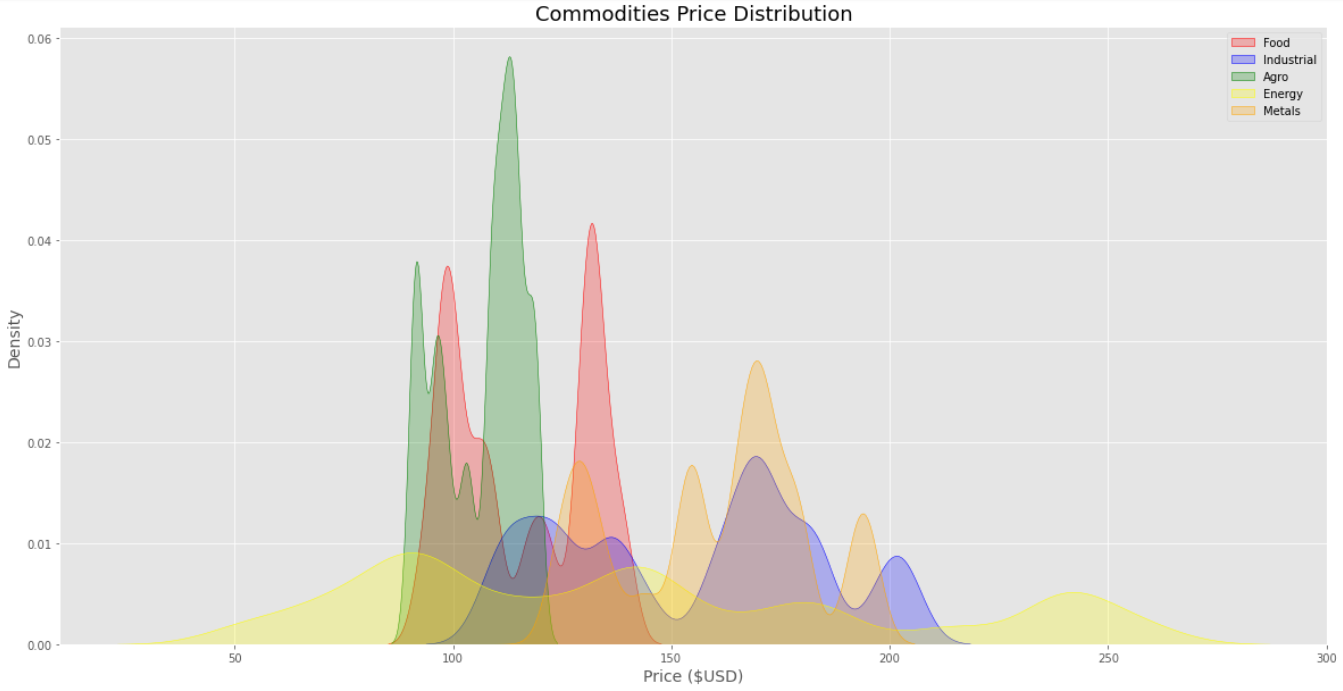 Commodities Price Distribution
Food
Industrial
Agro
Energy
Metals
Density
0.06
0.05
0.04
0.03
0.02
0.01
0.00
50
100
150
200
250
300
Price ($USD)